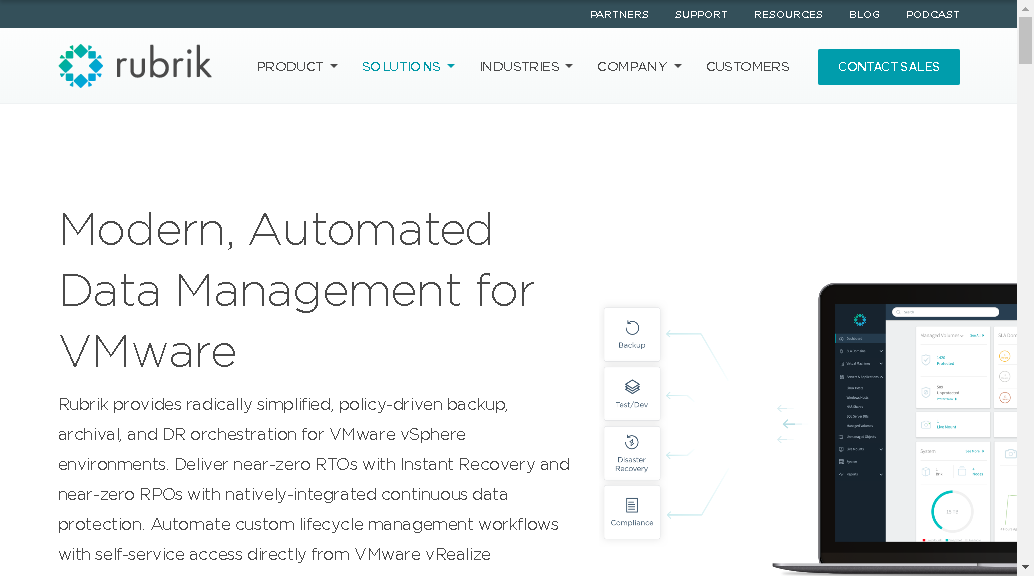 PARTNERS SUPPORT RESOURCES BLOG PODCAST
rubrik PRODUCT SOLUTIONS INDUSTRIES COMPANY CUSTOMERS CONTACT SALES
Modern, Automated
Data Management for
VMware
Rubrik provides radically simplified, policy-driven backup,
archival, and DR orchestration for VMware vSphere
environments. Deliver near-zero RTOs with Instant Recovery and
near-zero RPOs with natively-integrated continuous data
protection. Automate custom lifecycle management workflows
with self-service access directly from VMware vRealize
Backup
Test/Dev
Disaster
Recovery
Compliance
Managed Volumes
System